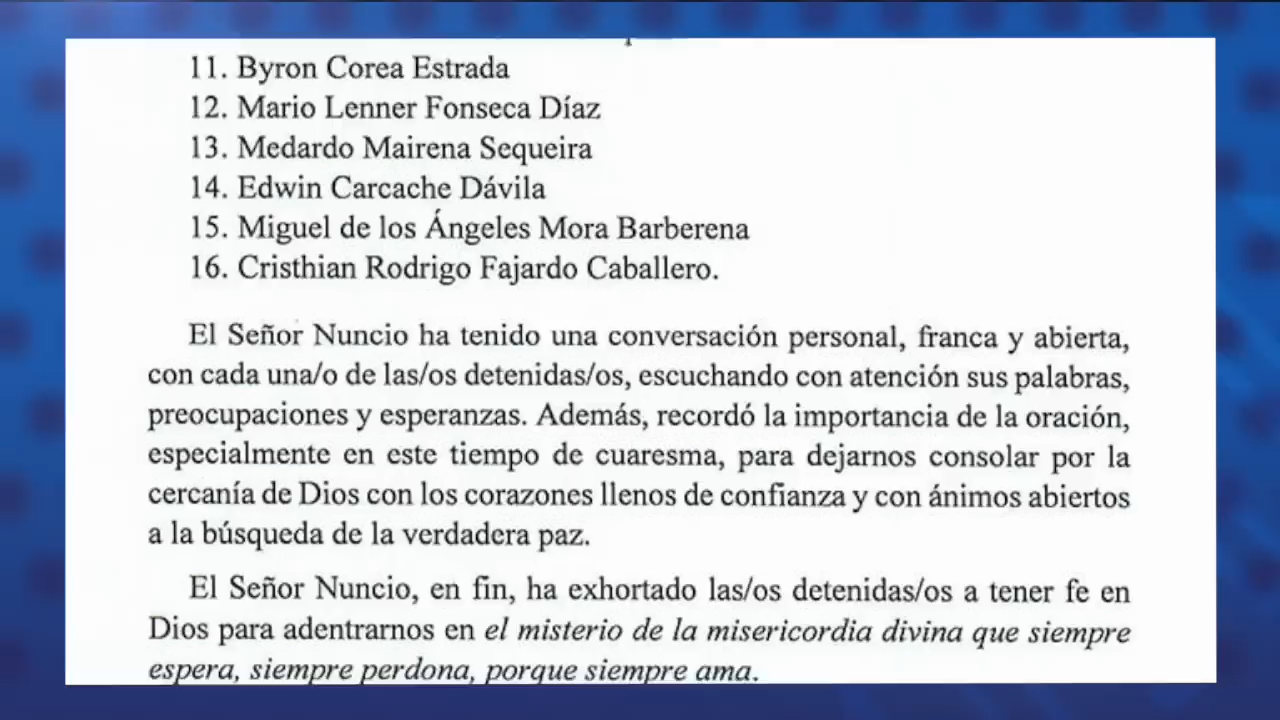 11. Byron Corea Estrada
12. Mario Lenner Fonseca Díaz
13. Medardo Mairena Sequeira
14. Edwin Carcache Dávila
15. Miguel de los Ángeles Mora Barberena
16. Cristhian Rodrigo Fajardo Caballero.
El Señor Nuncio ha tenido una conversación personal, franca y abierta,
con cada una/o de las/os detenidas/os, escuchando con atención sus palabras,
preocupaciones y esperanzas. Además, recordó la importancia de la oración,
especialmente en este tiempo de cuaresma, para dejarnos consolar por la
cercanía de Dios con los corazones llenos de confianza y con ánimos abiertos
a la búsqueda de la verdadera paz.
El Señor Nuncio, en fin, ha exhortado las/os detenidas/os a tener fe en
Dios para adentrarnos en el misterio de la misericordia divina que siempre
espera, siempre perdona, porque siempre ama.